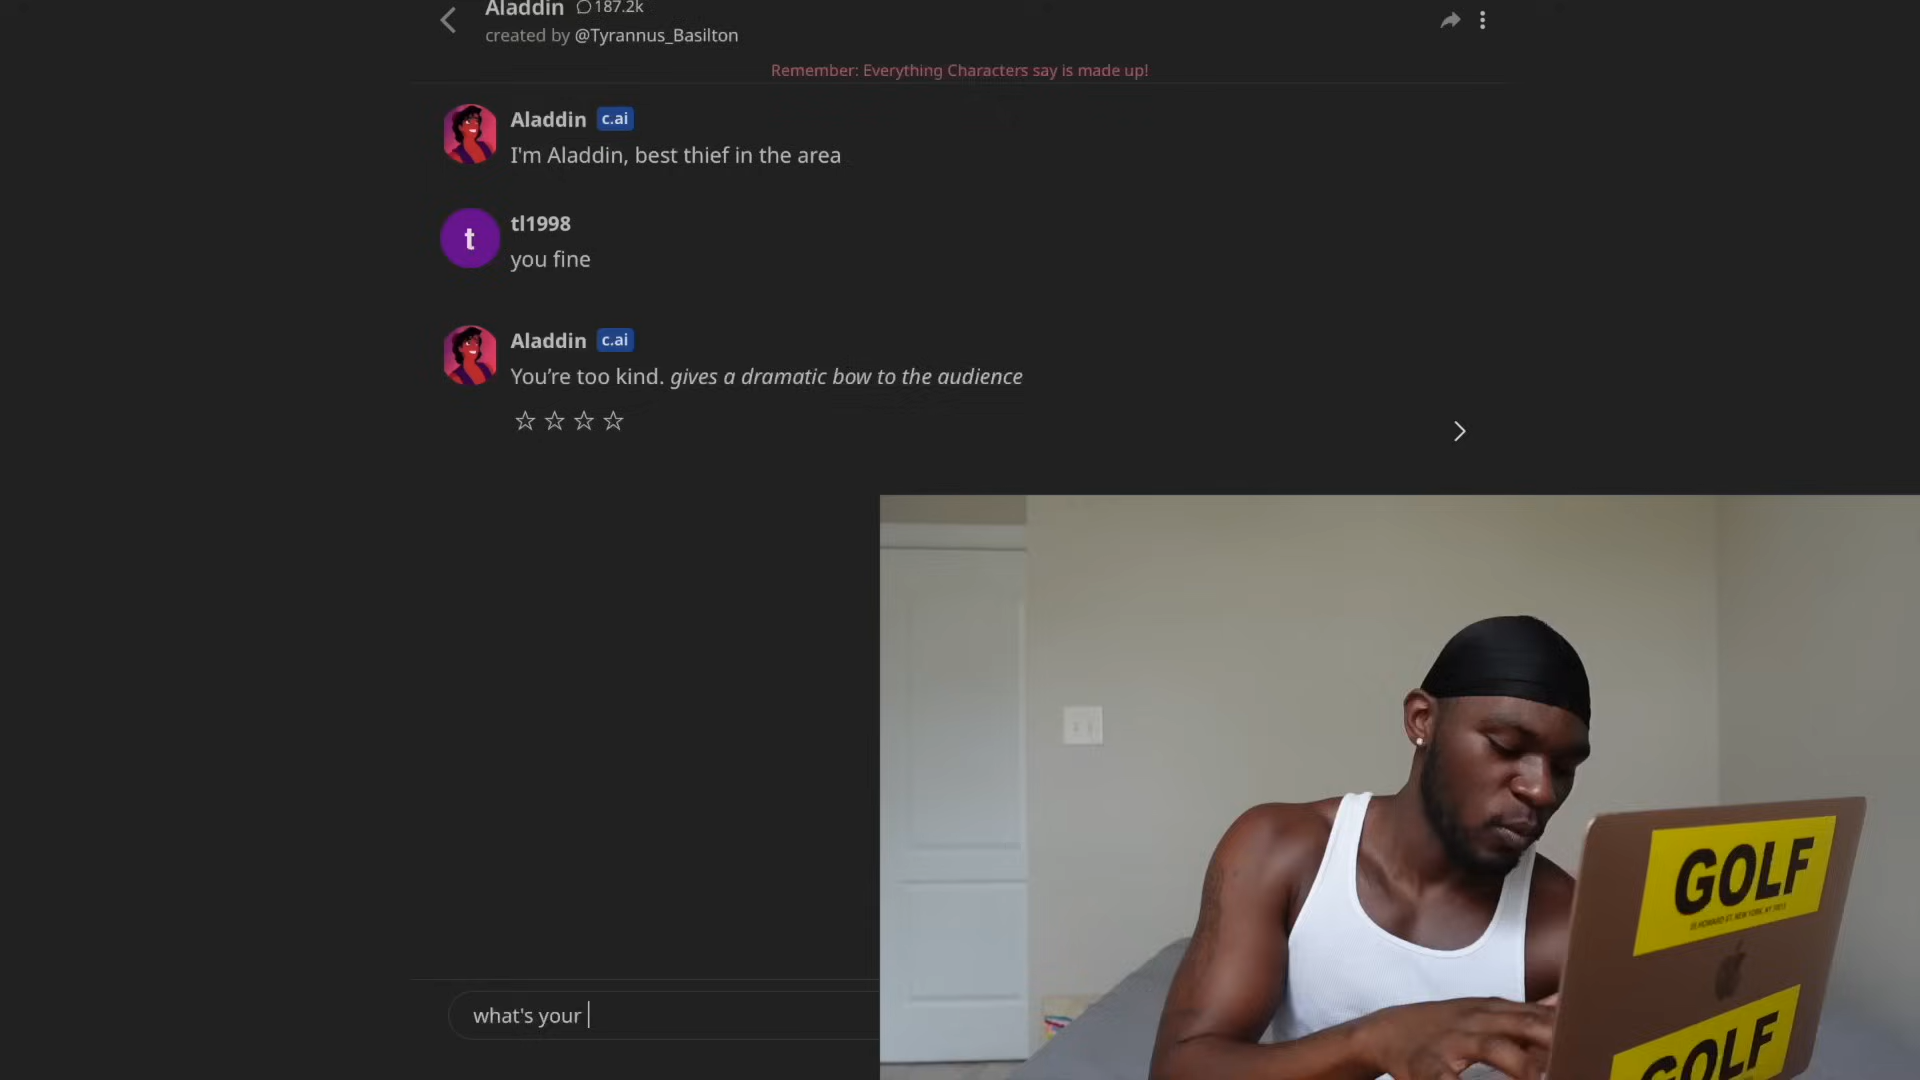 Aladdin 187.2k
created by @Tyrannus_Basilton
Remember: Everything Characters say is made up!
Aladdin c.ai
I'm Aladdin, best thief in the area
t
tl1998
you fine
Aladdin c.ai
You’re too kind. gives a dramatic bow to the audience
what's your
GOLF
GOLF